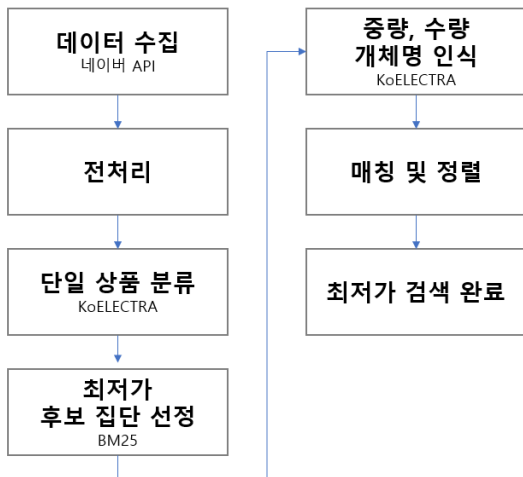 데이터 수집
네이버 API
전처리
단일 상품 분류
KoELECTRA
최저가
후보 집단 선정
BM25
중량, 수량
개체명 인식
KoELECTRA
매칭 및 정렬
최저가 검색 완료